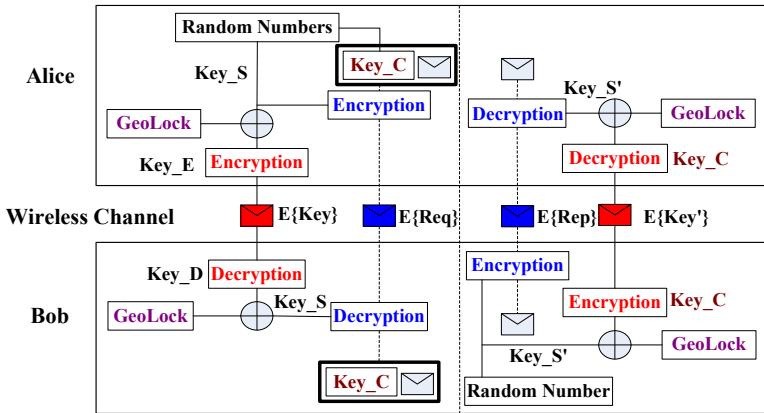 Random Numbers
Alice
Key_S
Key_C
Encryption
GeoLock
Key_E
Encryption
Key_S'
Decryption
GeoLock
Decryption
Key_C
Wireless Channel
E{Key}
E{Req}
E{Rep}
E{Key'}
Bob
Key_D
Decryption
GeoLock
Key_S
Decryption
Key_C
Encryption
Encryption
Key_C
Key_S'
GeoLock
Random Number